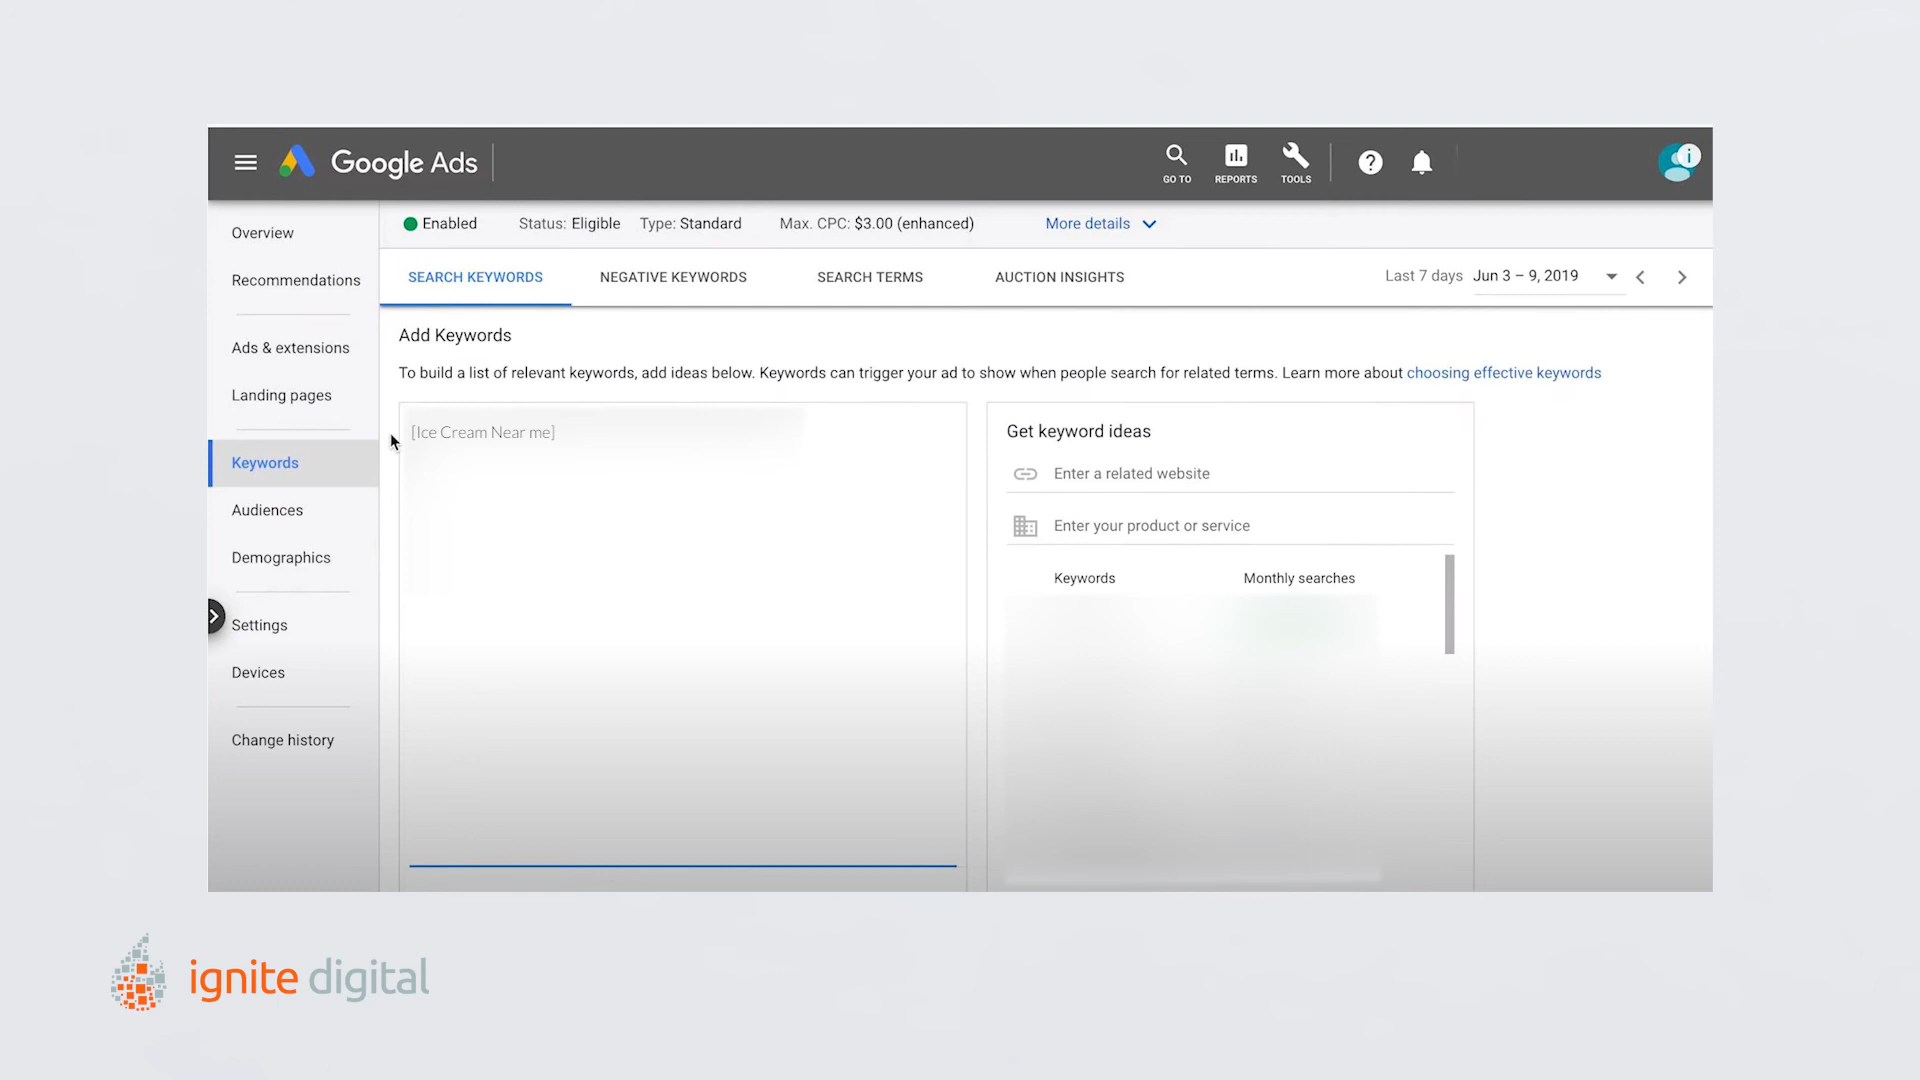 Google Ads
GO TO
REPORTS
TOOLS
Enabled Status: Eligible Type: Standard Max. CPC: $3.00 (enhanced) More details
SEARCH KEYWORDS NEGATIVE KEYWORDS SEARCH TERMS AUCTION INSIGHTS Last 7 days Jun 3 – 9, 2019
Overview
Recommendations
Ads & extensions
Landing pages
Keywords
Audiences
Demographics
Settings
Devices
Change history
Add Keywords
To build a list of relevant keywords, add ideas below. Keywords can trigger your ad to show when people search for related terms. Learn more about choosing effective keywords
[Ice Cream Near me]
Get keyword ideas
Enter a related website
Enter your product or service
Keywords Monthly searches
ignite digital